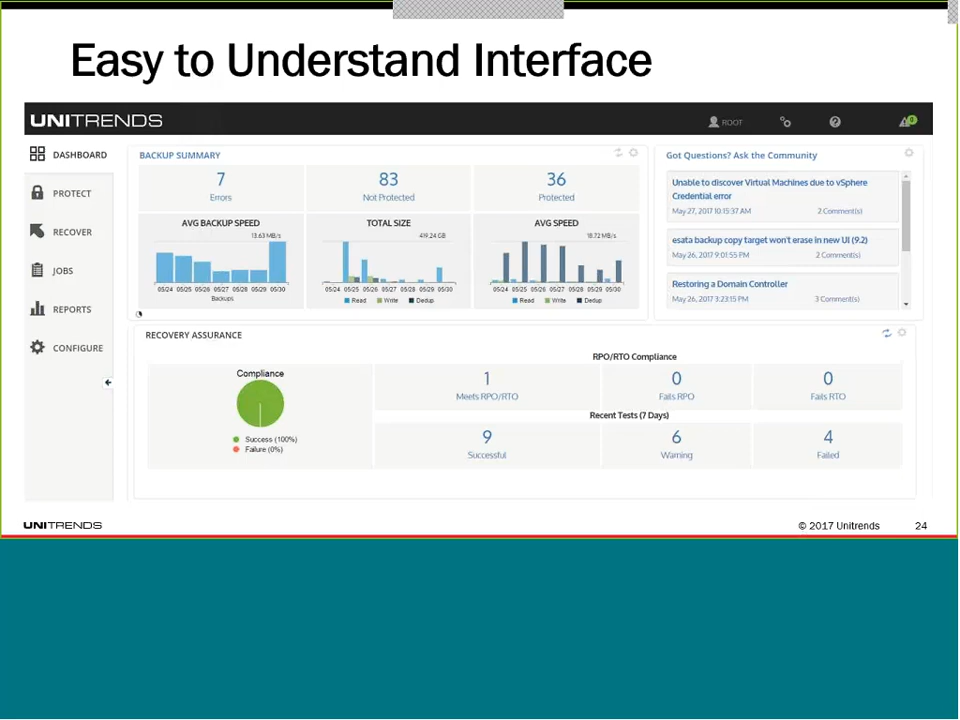 Easy to Understand Interface
UNITRENDS
ROOT
0
DASHBOARD
PROTECT
RECOVER
JOBS
REPORTS
CONFIGURE
BACKUP SUMMARY
7 83 36
Errors Not Protected Protected
AVG BACKUP SPEED
13.63 MB/s
05/24 05/25 05/26 05/27 05/28 05/29 05/30
Backups
TOTAL SIZE
419.24 GB
05/24 05/25 05/26 05/27 05/28 05/29 05/30
Read Write Dedup
AVG SPEED
18.72 MB/s
05/24 05/25 05/26 05/27 05/28 05/29 05/30
Read Write Dedup
Got Questions? Ask the Community
Unable to discover Virtual Machines due to vSphere
Credential error
May 27, 2017 10:15:37 AM 2 Comment(s)
esata backup copy target won't erase in new UI (9.2)
May 26, 2017 9:01:55 PM 2 Comment(s)
Restoring a Domain Controller
May 26, 2017 3:23:15 PM 3 Comment(s)
RECOVERY ASSURANCE
Compliance
Success (100%)
Failure (0%)
RPO/RTO Compliance
1 0 0
Meets RPO/RTO Fails RPO Fails RTO
Recent Tests (7 Days)
9 6 4
Successful Warning Failed
UNITRENDS © 2017 Unitrends 24